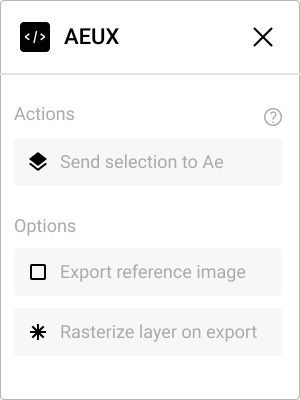 </> AEUX
Actions
Send selection to Ae
Options
Export reference image
Rasterize layer on export